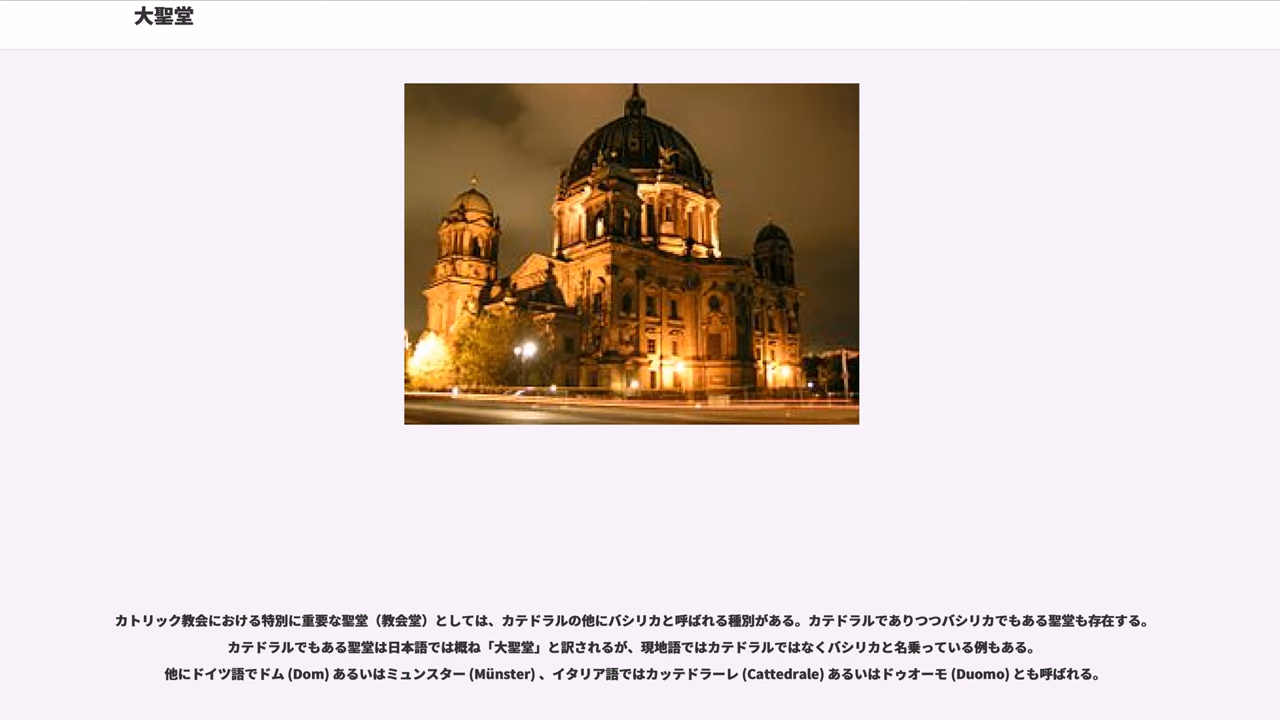 大聖堂
カトリック教会における特別に重要な聖堂（教会堂）としては、カテドラルの他にバシリカと呼ばれる種別がある。カテドラルでありつつバシリカでもある聖堂も存在する。
カテドラルでもある聖堂は日本語では概ね「大聖堂」と訳されるが、現地語ではカテドラルではなくバシリカと名乗っている例もある。
他にドイツ語でドム (Dom) あるいはミュンスター (Münster) 、イタリア語ではカッテドラーレ (Cattedrale) あるいはドゥオーモ (Duomo) とも呼ばれる。